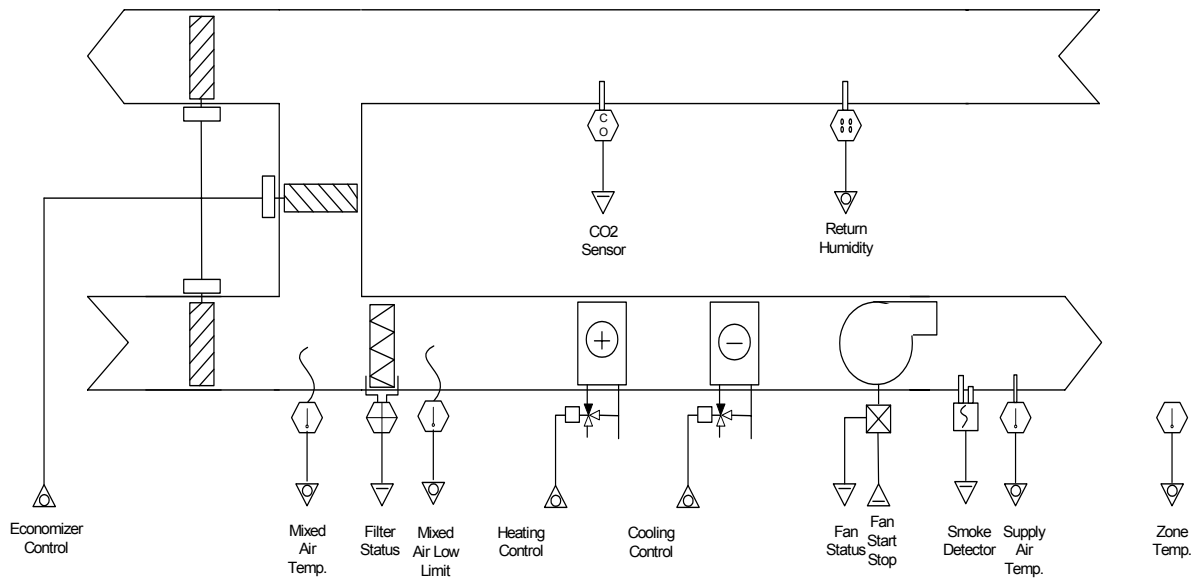 C
O
CO2
Sensor
Return
Humidity
Economizer
Control
Mixed
Air
Temp.
Filter
Status
Mixed
Air Low
Limit
Heating
Control
Cooling
Control
Fan
Status
Fan
Start
Stop
Smoke
Detector
Supply
Air
Temp.
Zone
Temp.